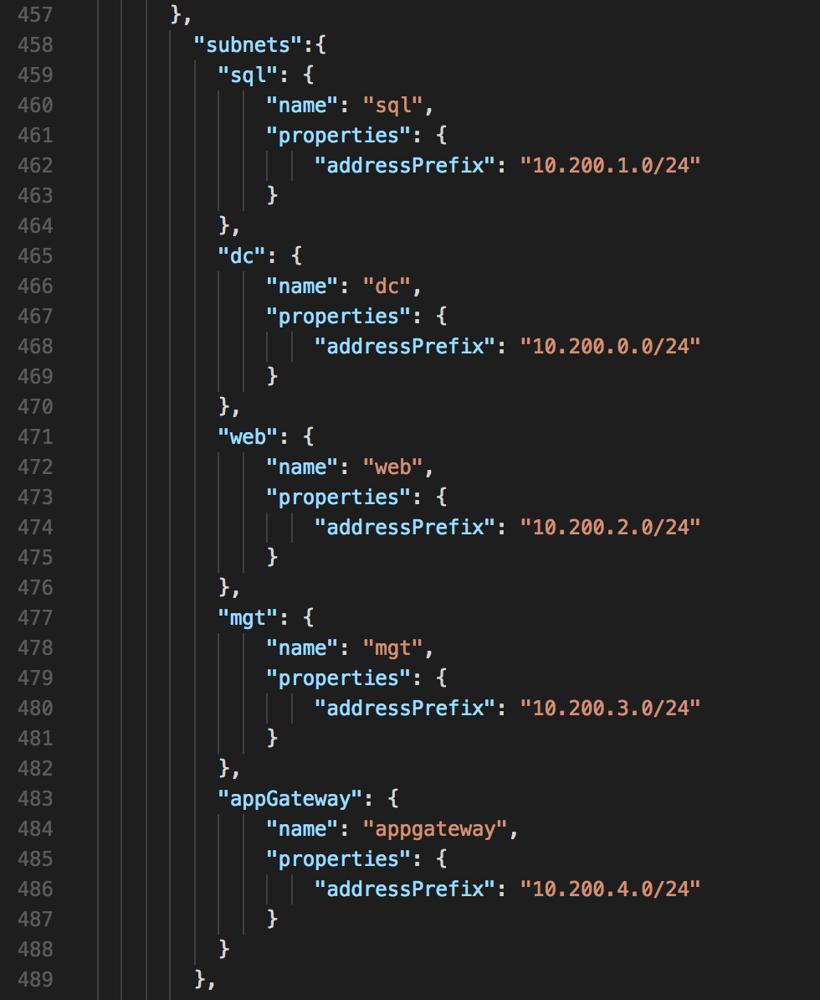 457 },
458 "subnets":{
459 "sql": {
460 "name": "sql",
461 "properties": {
462 "addressPrefix": "10.200.1.0/24"
463 }
464 },
465 "dc": {
466 "name": "dc",
467 "properties": {
468 "addressPrefix": "10.200.0.0/24"
469 }
470 },
471 "web": {
472 "name": "web",
473 "properties": {
474 "addressPrefix": "10.200.2.0/24"
475 }
476 },
477 "mgt": {
478 "name": "mgt",
479 "properties": {
480 "addressPrefix": "10.200.3.0/24"
481 }
482 },
483 "appGateway": {
484 "name": "appgateway",
485 "properties": {
486 "addressPrefix": "10.200.4.0/24"
487 }
488 }
489 },